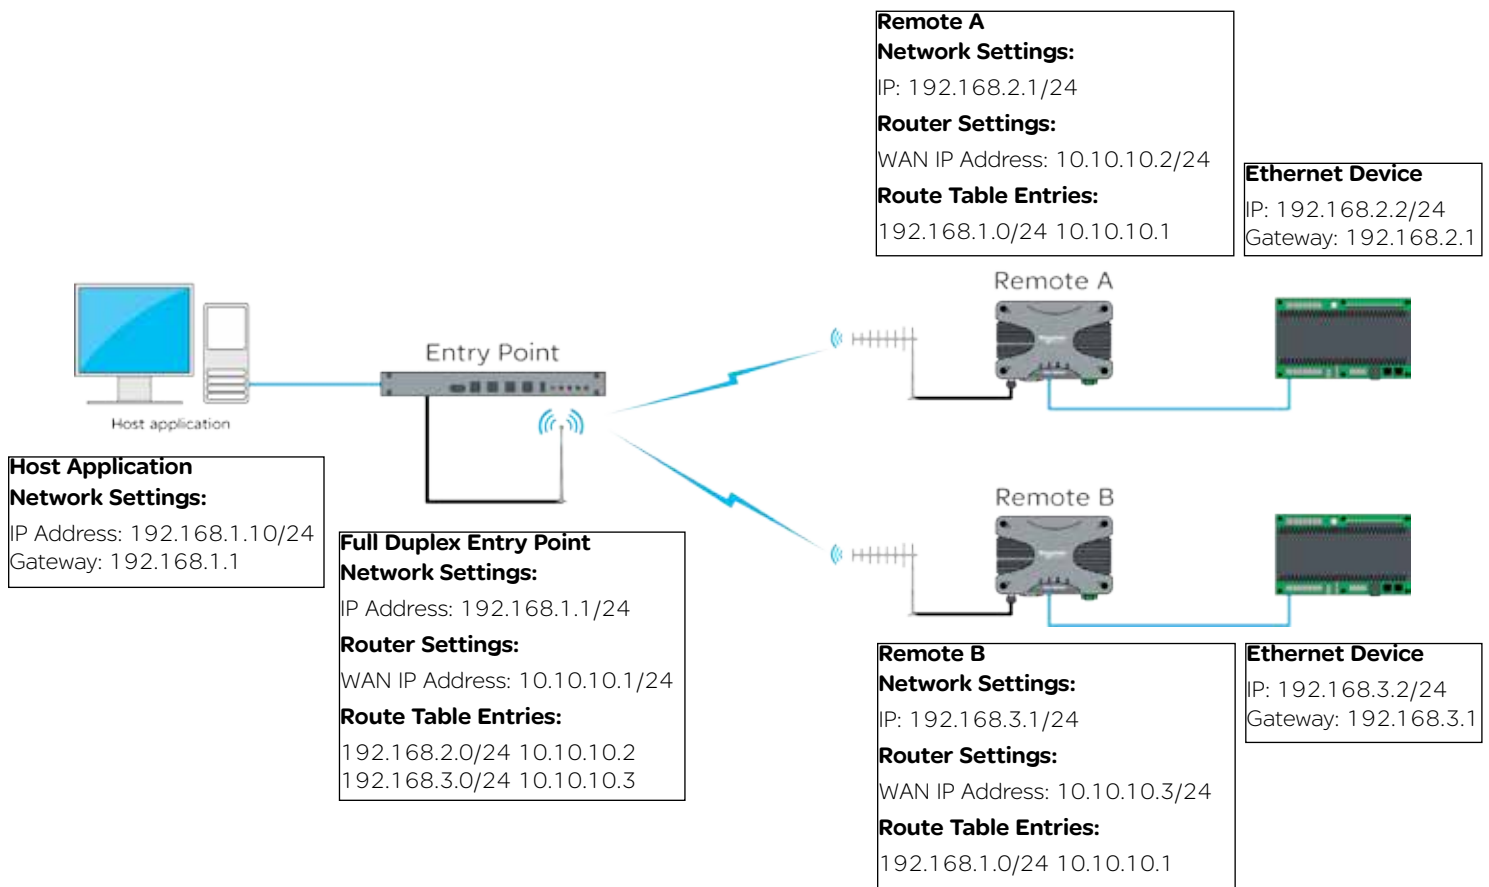 Remote A
Network Settings:
IP: 192.168.2.1/24
Router Settings:
WAN IP Address: 10.10.10.2/24
Route Table Entries:
192.168.1.0/24 10.10.10.1
Ethernet Device
IP: 192.168.2.2/24
Gateway: 192.168.2.1
Remote A
Entry Point
Host application
Host Application
Network Settings:
IP Address: 192.168.1.10/24
Gateway: 192.168.1.1
Full Duplex Entry Point
Network Settings:
IP Address: 192.168.1.1/24
Router Settings:
WAN IP Address: 10.10.10.1/24
Route Table Entries:
192.168.2.0/24 10.10.10.2
192.168.3.0/24 10.10.10.3
Remote B
Remote B
Network Settings:
IP: 192.168.3.1/24
Router Settings:
WAN IP Address: 10.10.10.3/24
Route Table Entries:
192.168.1.0/24 10.10.10.1
Ethernet Device
IP: 192.168.3.2/24
Gateway: 192.168.3.1